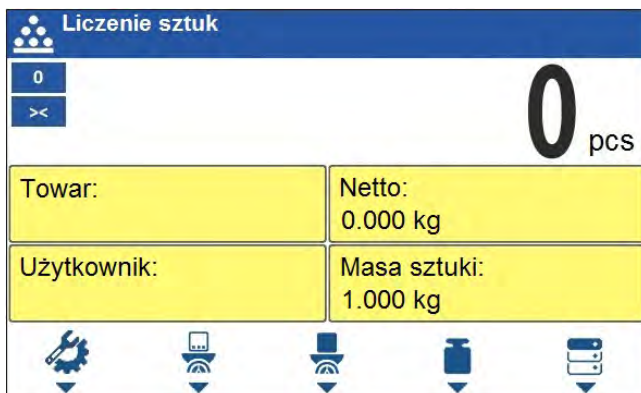 Liczenie sztuk
0
><
0 pcs
Towar:
Netto:
0.000 kg
Użytkownik:
Masa sztuki:
1.000 kg